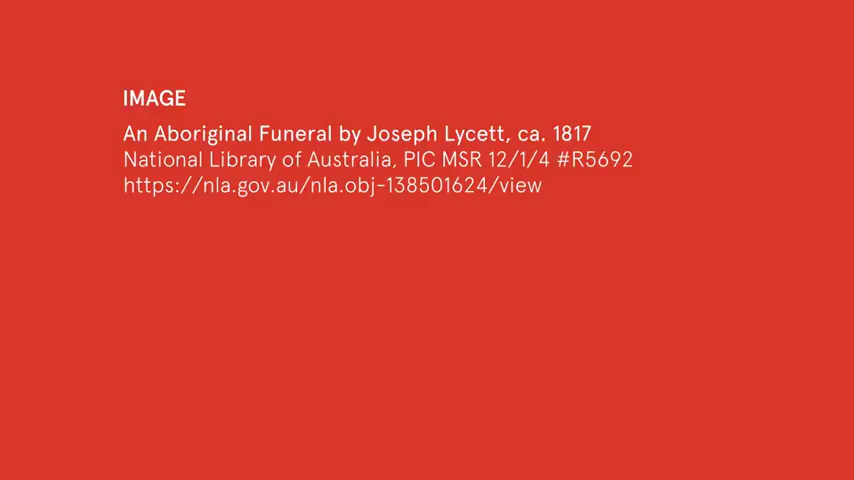 IMAGE
An Aboriginal Funeral by Joseph Lycett, ca. 1817
National Library of Australia, PIC MSR 12/1/4 #R5692
https://nla.gov.au/nla.obj-138501624/view